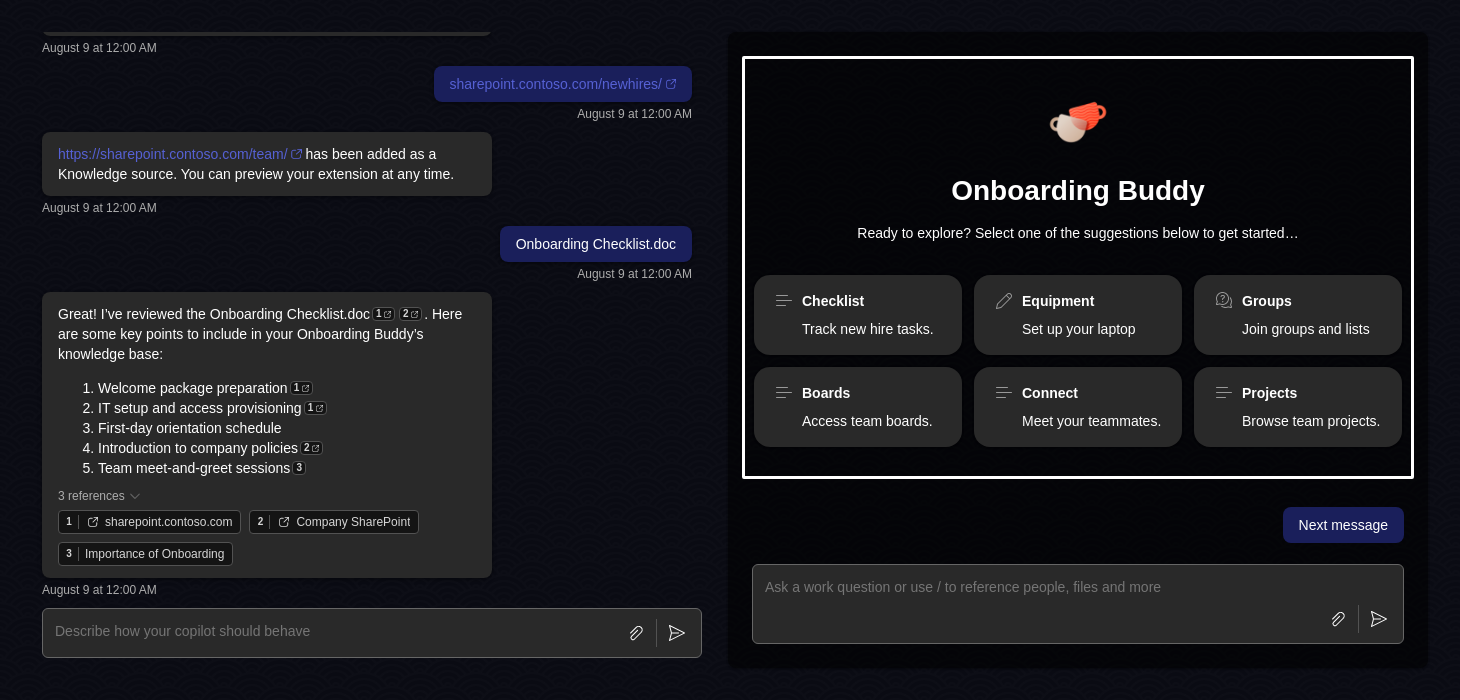 August 9 at 12:00 AM
sharepoint.contoso.com/newhires/
August 9 at 12:00 AM
https://sharepoint.contoso.com/team/ has been added as a
Knowledge source. You can preview your extension at any time.
August 9 at 12:00 AM
Onboarding Checklist.doc
August 9 at 12:00 AM
Great! I've reviewed the Onboarding Checklist.doc 1 2 . Here
are some key points to include in your Onboarding Buddy's
knowledge base:
1. Welcome package preparation 1
2. IT setup and access provisioning 1
3. First-day orientation schedule
4. Introduction to company policies 2
5. Team meet-and-greet sessions 3
3 references
1 sharepoint.contoso.com 2 Company SharePoint
3 Importance of Onboarding
August 9 at 12:00 AM
Describe how your copilot should behave
Onboarding Buddy
Ready to explore? Select one of the suggestions below to get started…
Checklist
Track new hire tasks.
Equipment
Set up your laptop
Groups
Join groups and lists
Boards
Access team boards.
Connect
Meet your teammates.
Projects
Browse team projects.
Next message
Ask a work question or use / to reference people, files and more